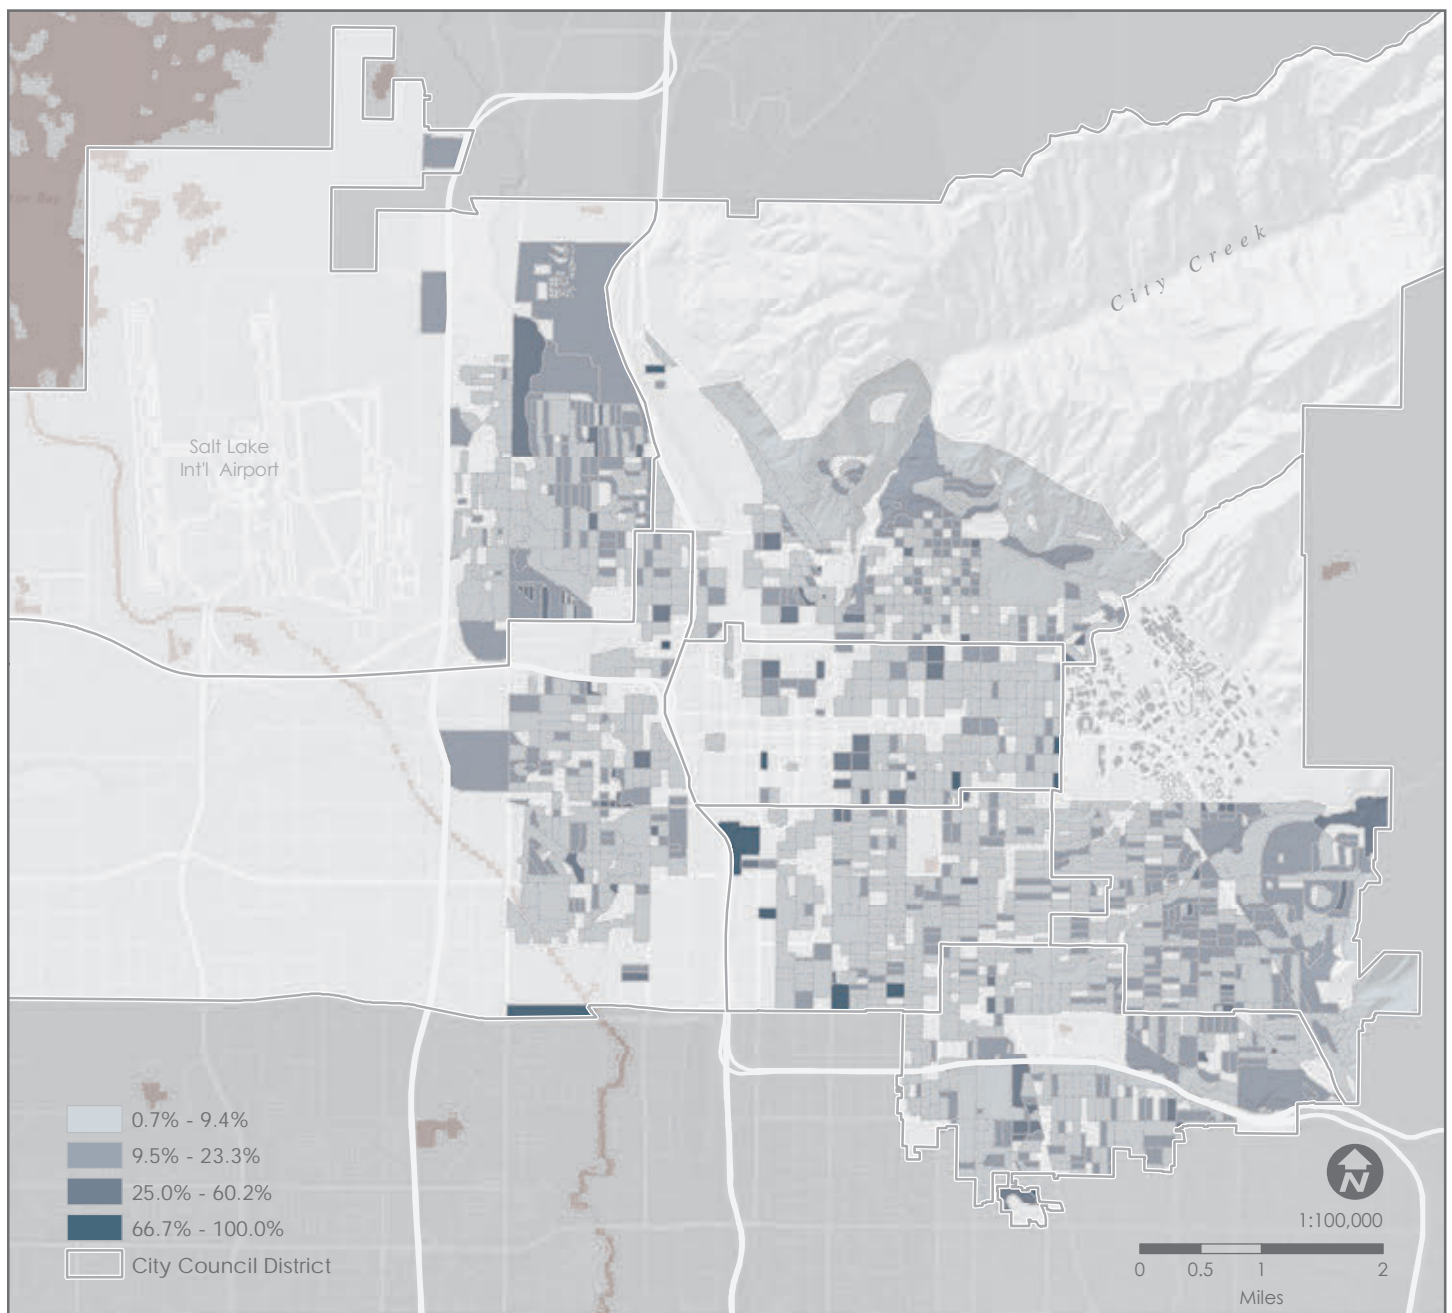 City Creek
Salt Lake
Int'l Airport
0.7% - 9.4%
9.5% - 23.3%
25.0% - 60.2%
66.7% - 100.0%
City Council District
N
1:100,000
0 0.5 1 2
Miles